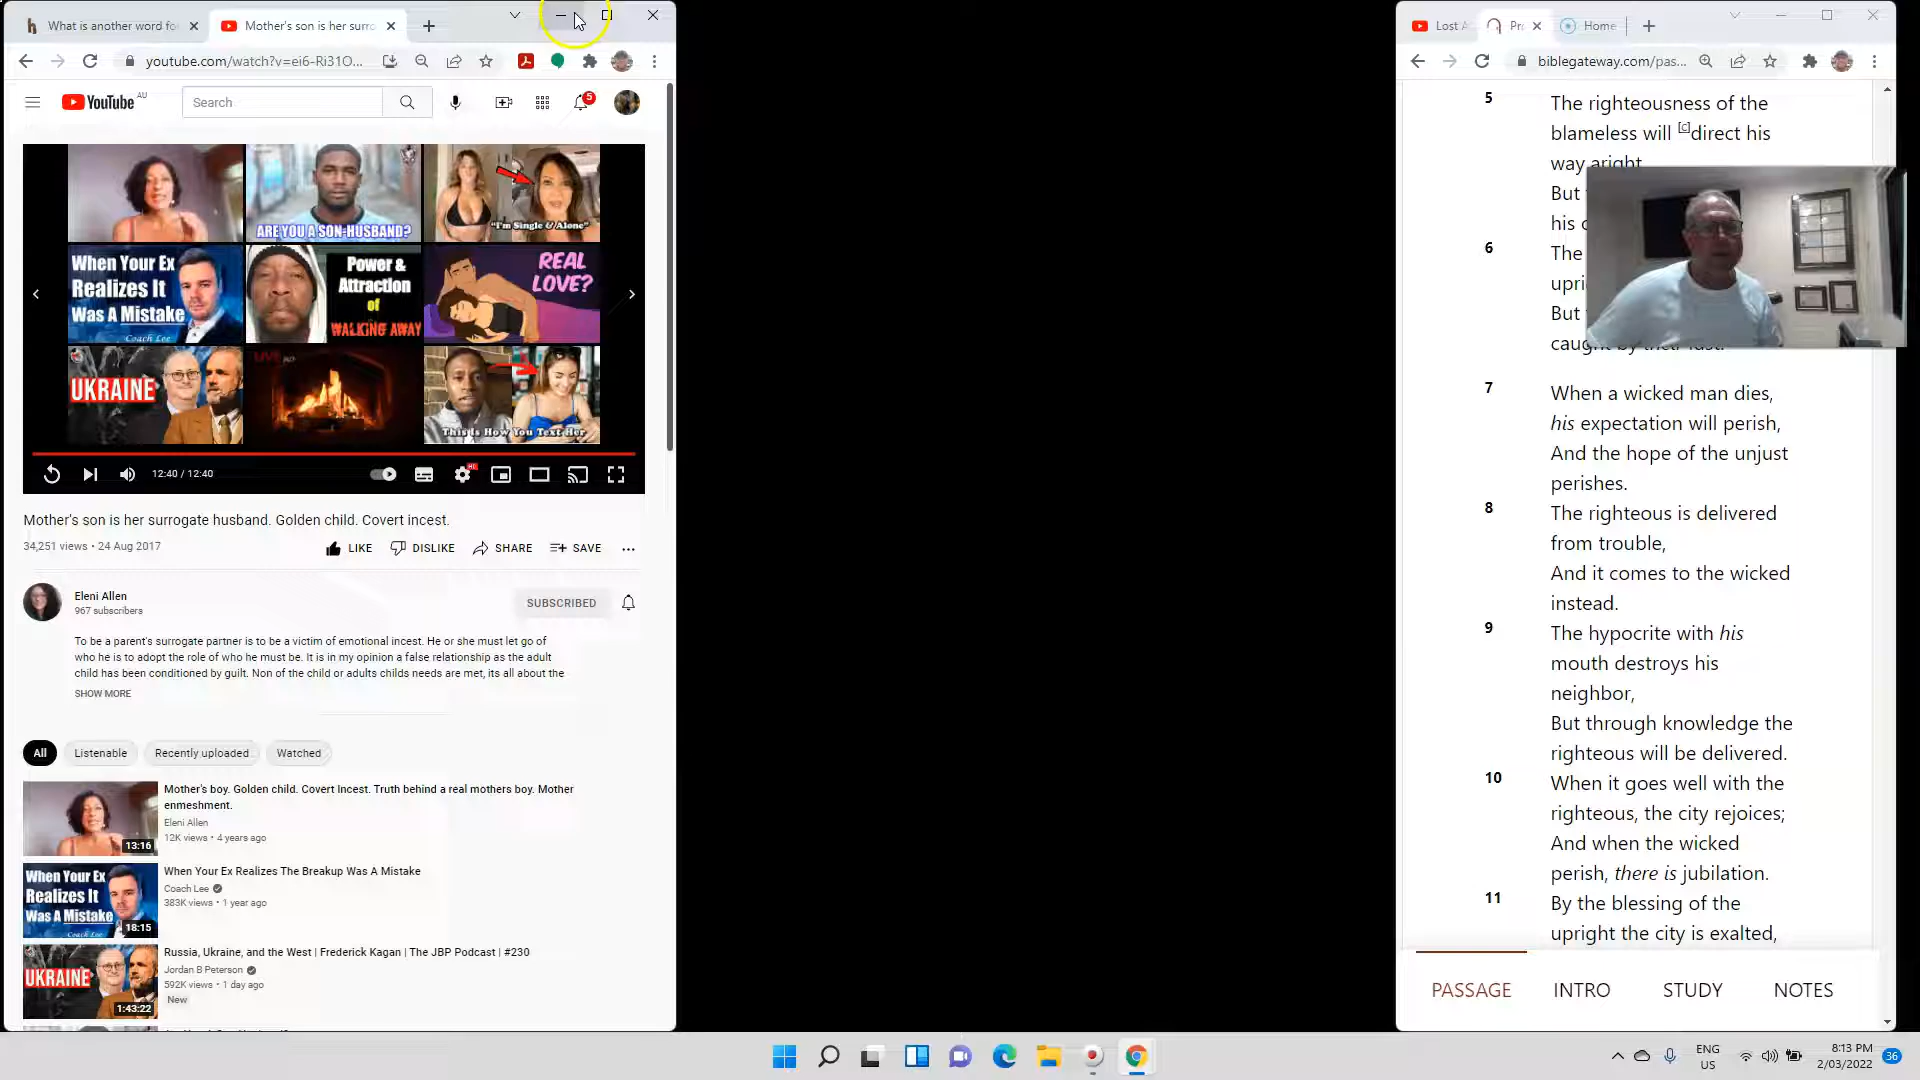 What is another word fo
Mother's son is her surro
youtube.com/watch?v=ei6-Ri31O...
YouTube AU
Search
5
ARE YOU A SON-HUSBAND?
"I'm Single & Alone"
When Your Ex
Realizes It
Was A Mistake
Coach Lee
Power &
Attraction
of
WALKING AWAY
REAL
LOVE?
UKRAINE
LIVE
This Is How You Text Her
12:40 / 12:40
HD
Mother's son is her surrogate husband. Golden child. Covert incest.
34,251 views • 24 Aug 2017
LIKE
DISLIKE
SHARE
SAVE
Eleni Allen
967 subscribers
SUBSCRIBED
To be a parent's surrogate partner is to be a victim of emotional incest. He or she must let go of
who he is to adopt the role of who he must be. It is in my opinion a false relationship as the adult
child has been conditioned by guilt. Non of the child or adults childs needs are met, its all about the
SHOW MORE
All
Listenable
Recently uploaded
Watched
Mother's boy. Golden child. Covert Incest. Truth behind a real mothers boy. Mother
enmeshment.
Eleni Allen
12K views • 4 years ago
13:16
When Your Ex Realizes The Breakup Was A Mistake
Coach Lee
383K views • 1 year ago
When Your Ex
Realizes It
Was A Mistake
Coach Lee
18:15
Russia, Ukraine, and the West | Frederick Kagan | The JBP Podcast | #230
Jordan B Peterson
592K views • 1 day ago
New
UKRAINE
1:43:22
Lost A
Pro
Home
biblegateway.com/pas...
5 The righteousness of the
blameless will [c]direct his
way aright,
But
his
6 The
upri
But
caught by their lust.
7 When a wicked man dies,
his expectation will perish,
And the hope of the unjust
perishes.
8 The righteous is delivered
from trouble,
And it comes to the wicked
instead.
9 The hypocrite with his
mouth destroys his
neighbor,
But through knowledge the
righteous will be delivered.
10 When it goes well with the
righteous, the city rejoices;
And when the wicked
perish, there is jubilation.
11 By the blessing of the
upright the city is exalted,
PASSAGE
INTRO
STUDY
NOTES
ENG
US
8:13 PM
2/03/2022
36